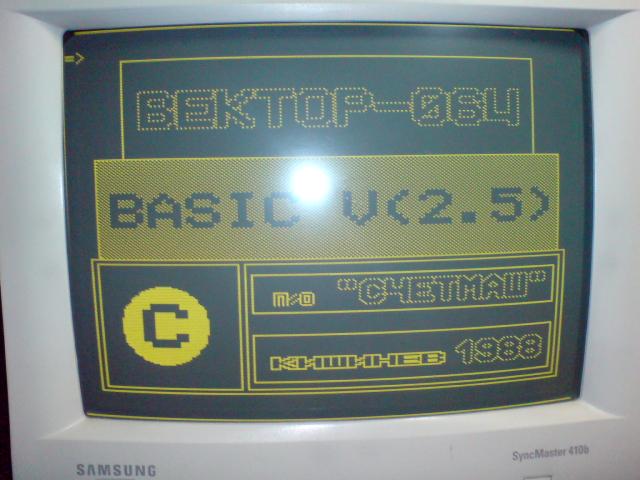 =>
ВЕКТОР-06Ц
BASIC V(2.5)
С
п/о "СЧЕТМАШ"
КИШИНЕВ 1988
SAMSUNG
SyncMaster 410b